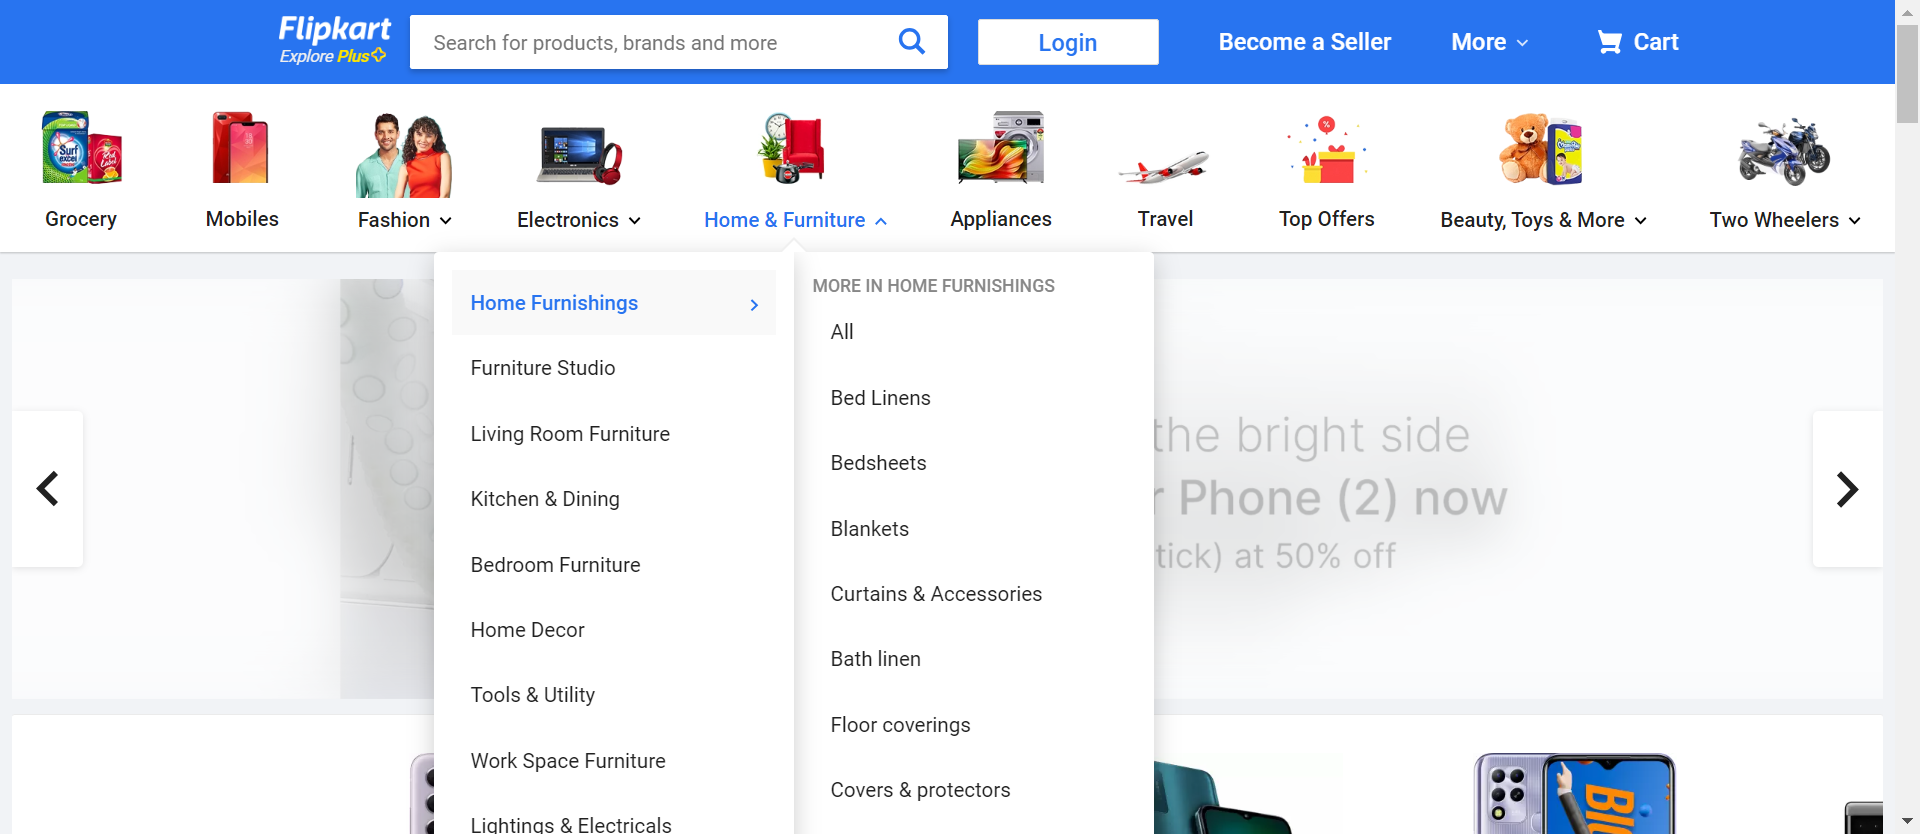 Flipkart
Explore Plus
Search for products, brands and more
Login
Become a Seller
More
Cart
Surf excel
Red Label
Grocery
Mobiles
Fashion
Electronics
Home & Furniture
Appliances
Travel
%
Top Offers
Beauty, Toys & More
Two Wheelers
Home Furnishings
Furniture Studio
Living Room Furniture
Kitchen & Dining
Bedroom Furniture
Home Decor
Tools & Utility
Work Space Furniture
Lightings & Electricals
MORE IN HOME FURNISHINGS
All
Bed Linens
Bedsheets
Blankets
Curtains & Accessories
Bath linen
Floor coverings
Covers & protectors
the bright side
r Phone (2) now
tick) at 50% off